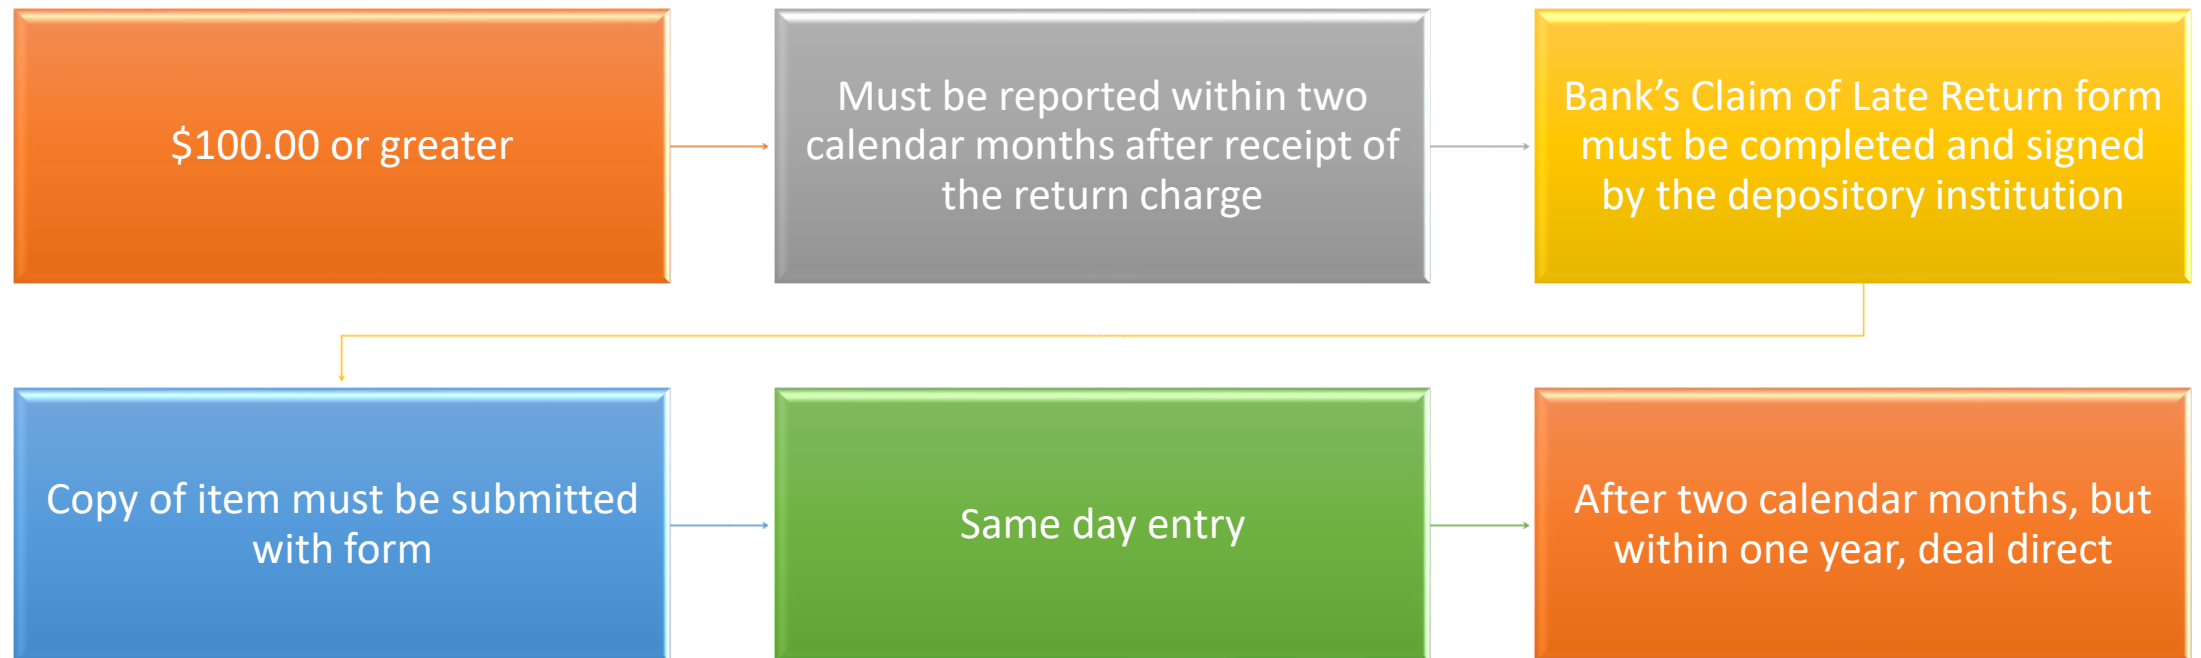 $100.00 or greater
Must be reported within two
calendar months after receipt of
the return charge
Bank’s Claim of Late Return form
must be completed and signed
by the depository institution
Copy of item must be submitted
with form
Same day entry
After two calendar months, but
within one year, deal direct